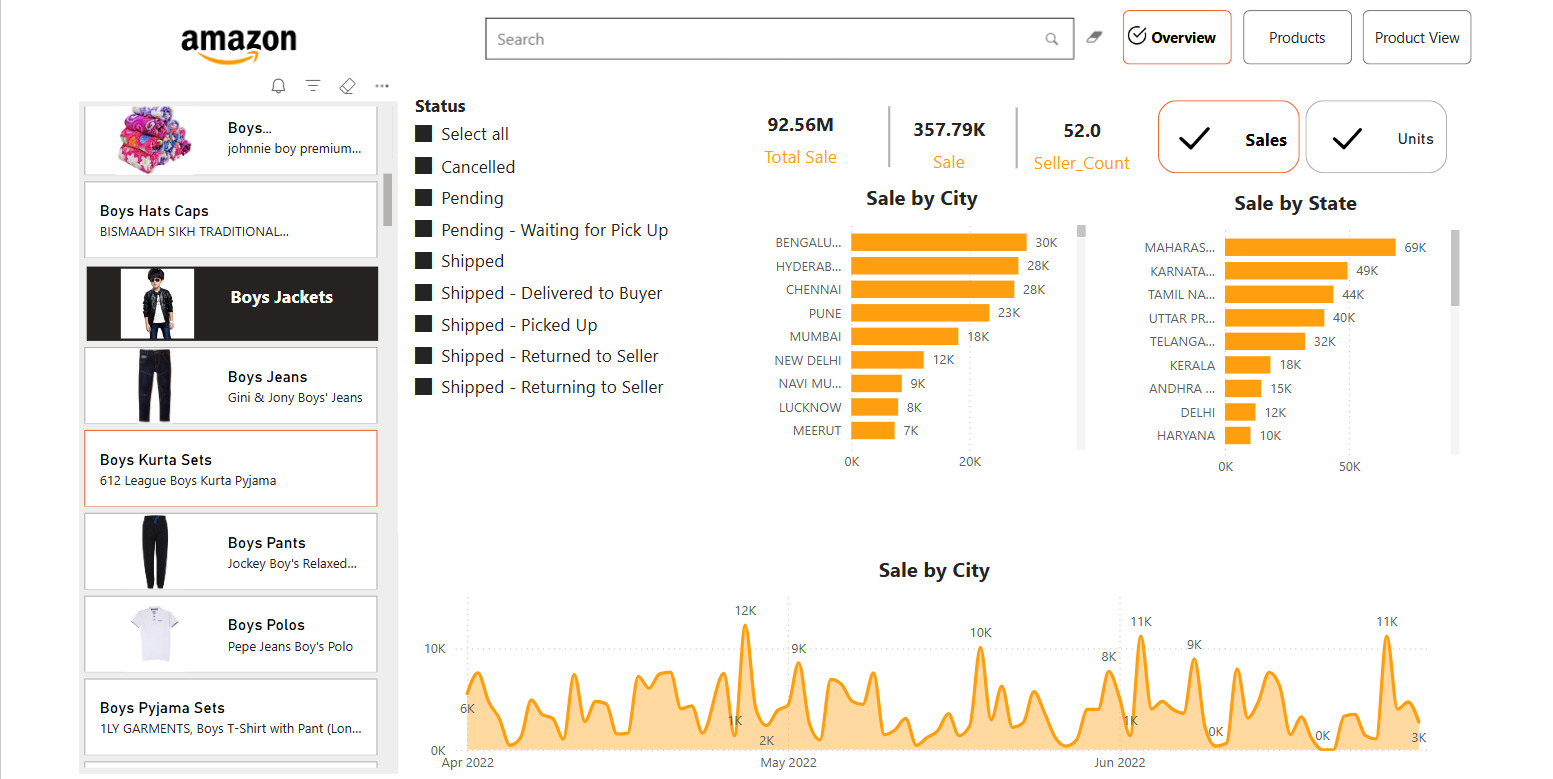 amazon
Search
Overview
Products
Product View
Boys...
johnnie boy premium...
Boys Hats Caps
BISMAADH SIKH TRADITIONAL...
Boys Jackets
Boys Jeans
Gini & Jony Boys' Jeans
Boys Kurta Sets
612 League Boys Kurta Pyjama
Boys Pants
Jockey Boy's Relaxed...
Boys Polos
Pepe Jeans Boy's Polo
Boys Pyjama Sets
1LY GARMENTS, Boys T-Shirt with Pant (Lon...
Status
Select all
Cancelled
Pending
Pending - Waiting for Pick Up
Shipped
Shipped - Delivered to Buyer
Shipped - Picked Up
Shipped - Returned to Seller
Shipped - Returning to Seller
92.56M
Total Sale
357.79K
Sale
52.0
Seller_Count
Sales
Units
Sale by City
BENGALU... 30K
HYDERAB... 28K
CHENNAI 28K
PUNE 23K
MUMBAI 18K
NEW DELHI 12K
NAVI MU... 9K
LUCKNOW 8K
MEERUT 7K
0K 20K
Sale by State
MAHARAS... 69K
KARNATA... 49K
TAMIL NA... 44K
UTTAR PR... 40K
TELANGA... 32K
KERALA 18K
ANDHRA ... 15K
DELHI 12K
HARYANA 10K
0K 50K
Sale by City
12K
11K
11K
10K
10K
9K
9K
8K
6K
1K
1K
2K
0K
0K
3K
0K
Apr 2022 May 2022 Jun 2022